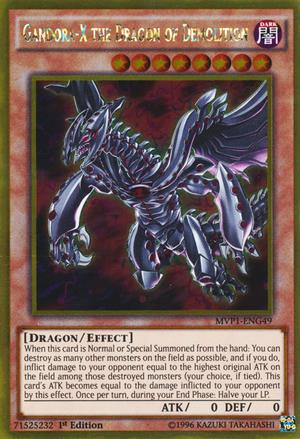 GANDORA-X THE DRAGON OF DEMOLITION
DARK
闇
MVP1-ENG49
[DRAGON/EFFECT]
When this card is Normal or Special Summoned from the hand: You can
destroy as many other monsters on the field as possible, and if you do,
inflict damage to your opponent equal to the highest original ATK on
the field among those destroyed monsters (your choice, if tied). This
card's ATK becomes equal to the damage inflicted to your opponent
by this effect. Once per turn, during your End Phase: Halve your LP.
ATK/ 0 DEF/ 0
71525232 1st Edition ©1996 KAZUKI TAKAHASHI